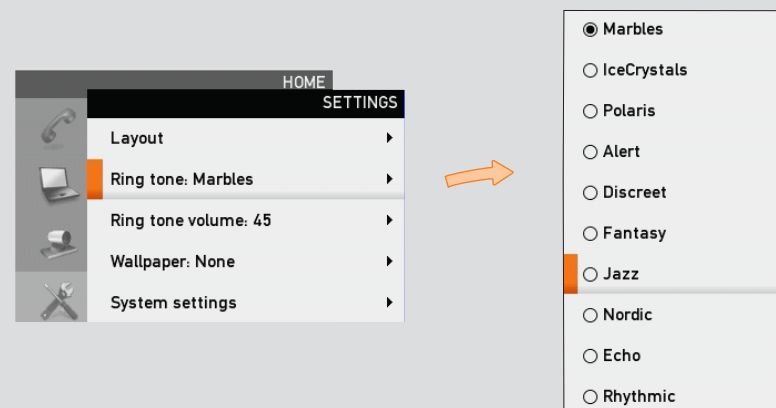 HOME
SETTINGS
Layout
Ring tone: Marbles
Ring tone volume: 45
Wallpaper: None
System settings
Marbles
IceCrystals
Polaris
Alert
Discreet
Fantasy
Jazz
Nordic
Echo
Rhythmic